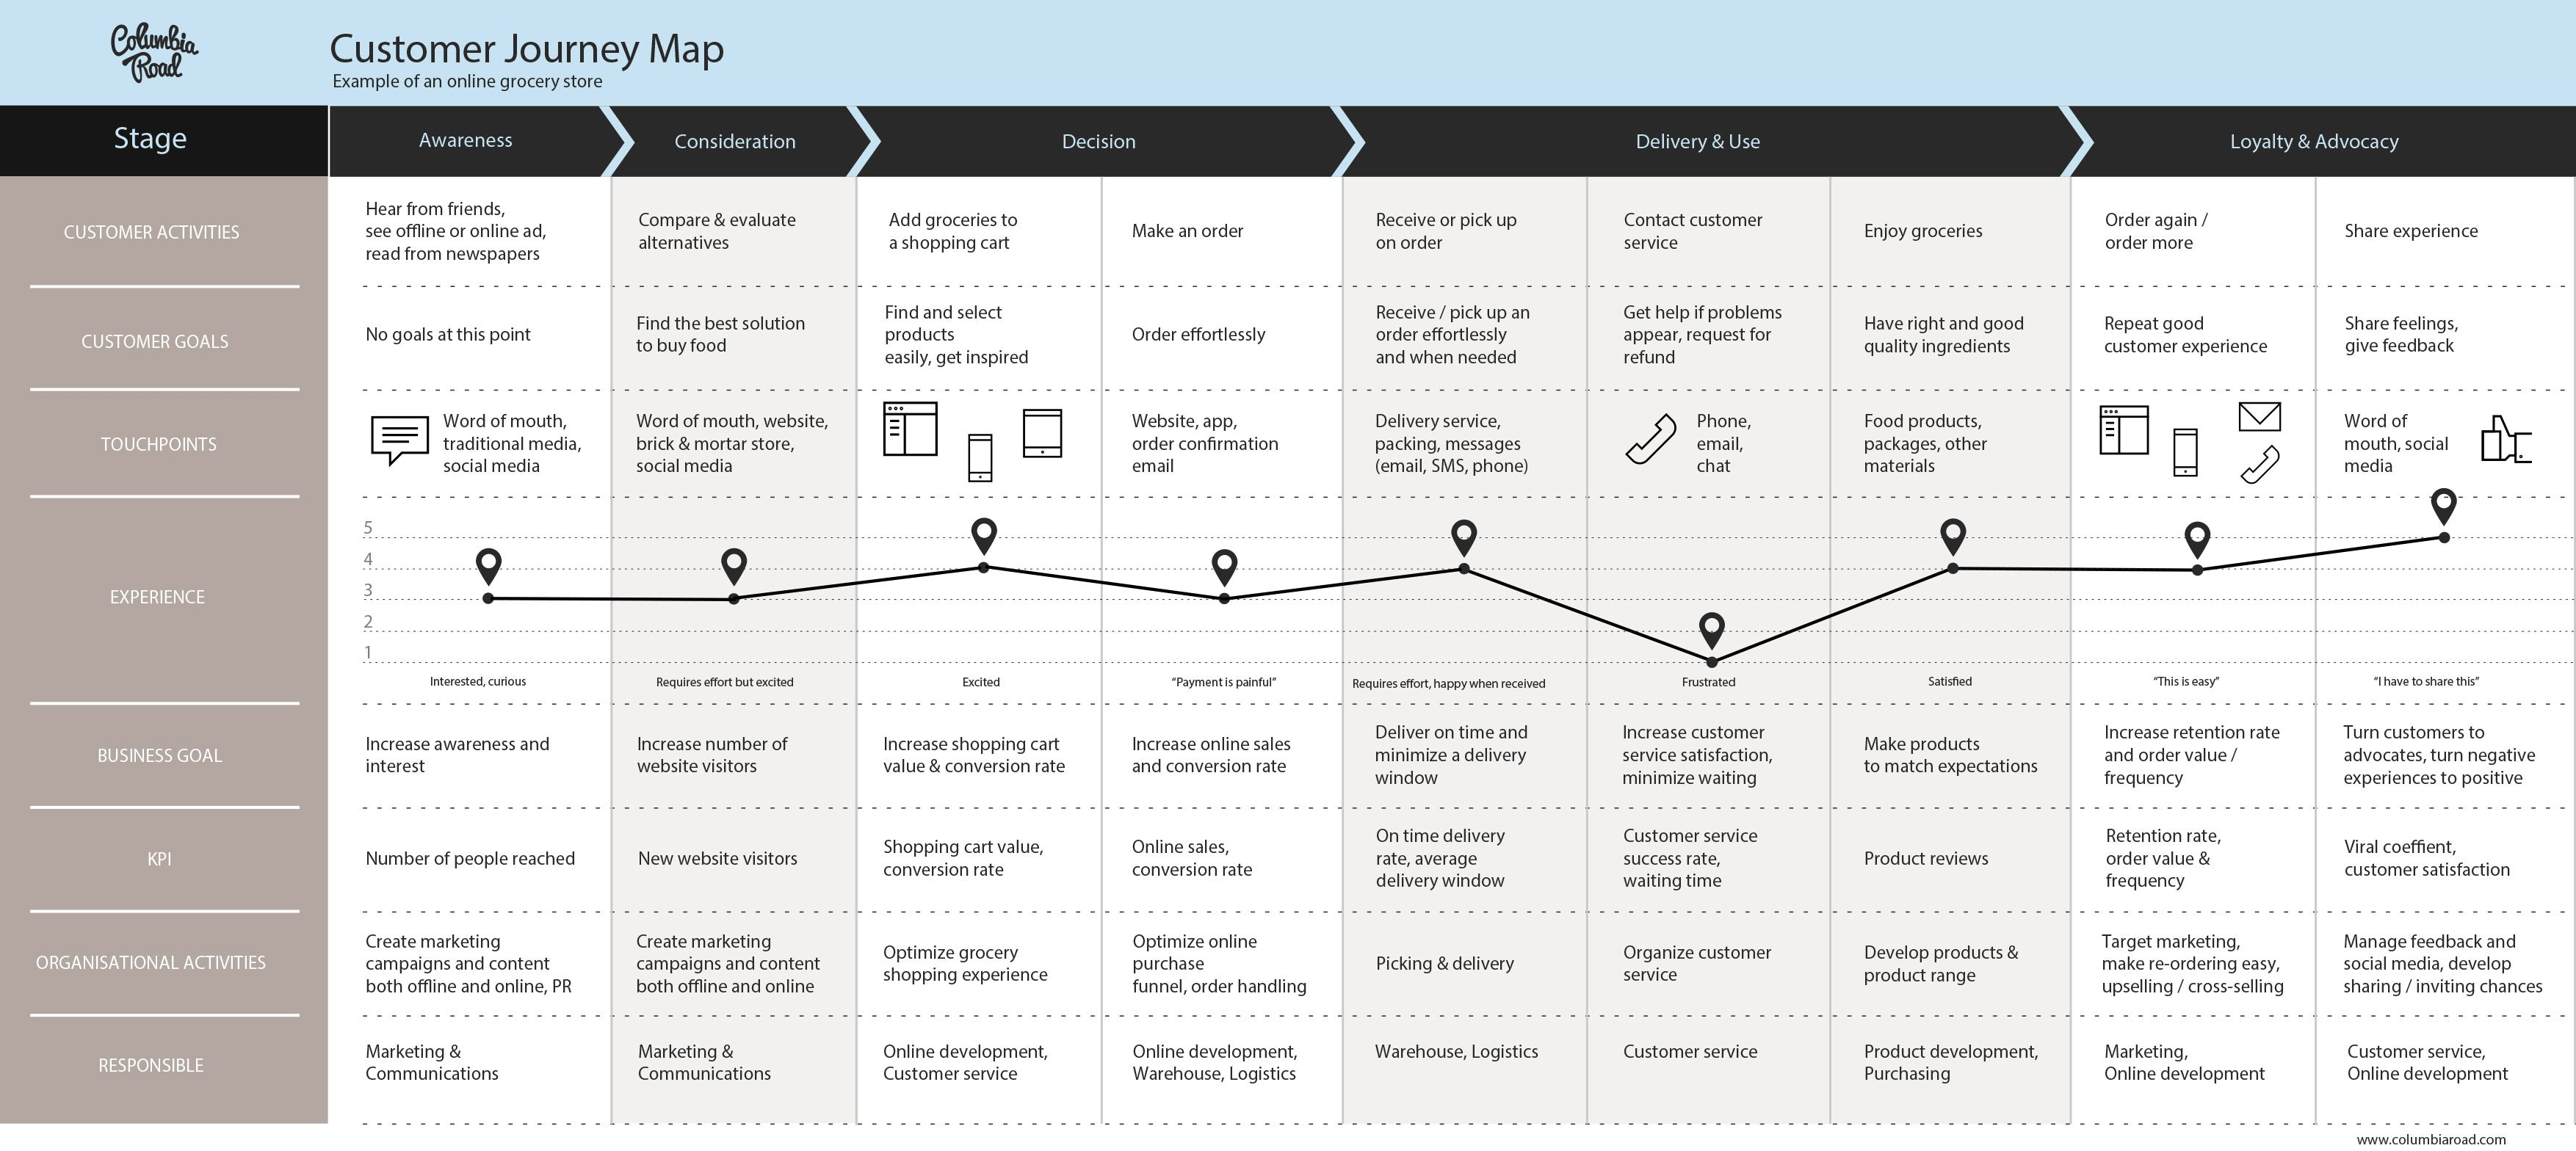 Columbia
Road
Customer Journey Map
Example of an online grocery store
Stage
Awareness
Consideration
Decision
Delivery & Use
Loyalty & Advocacy
CUSTOMER ACTIVITIES
Hear from friends,
see offline or online ad,
read from newspapers
Compare & evaluate
alternatives
Add groceries to
a shopping cart
Make an order
Receive or pick up
on order
Contact customer
service
Enjoy groceries
Order again /
order more
Share experience
CUSTOMER GOALS
No goals at this point
Find the best solution
to buy food
Find and select
products
easily, get inspired
Order effortlessly
Receive / pick up an
order effortlessly
and when needed
Get help if problems
appear, request for
refund
Have right and good
quality ingredients
Repeat good
customer experience
Share feelings,
give feedback
TOUCHPOINTS
Word of mouth,
traditional media,
social media
Word of mouth, website,
brick & mortar store,
social media
Website, app,
order confirmation
email
Delivery service,
packing, messages
(email, SMS, phone)
Phone,
email,
chat
Food products,
packages, other
materials
Word of
mouth, social
media
EXPERIENCE
5
4
3
2
1
Interested, curious
Requires effort but excited
Excited
“Payment is painful”
Requires effort, happy when received
Frustrated
Satisfied
“This is easy”
“I have to share this”
BUSINESS GOAL
Increase awareness and
interest
Increase number of
website visitors
Increase shopping cart
value & conversion rate
Increase online sales
and conversion rate
Deliver on time and
minimize a delivery
window
Increase customer
service satisfaction,
minimize waiting
Make products
to match expectations
Increase retention rate
and order value /
frequency
Turn customers to
advocates, turn negative
experiences to positive
KPI
Number of people reached
New website visitors
Shopping cart value,
conversion rate
Online sales,
conversion rate
On time delivery
rate, average
delivery window
Customer service
success rate,
waiting time
Product reviews
Retention rate,
order value &
frequency
Viral coeffient,
customer satisfaction
ORGANISATIONAL ACTIVITIES
Create marketing
campaigns and content
both offline and online, PR
Create marketing
campaigns and content
both offline and online
Optimize grocery
shopping experience
Optimize online
purchase
funnel, order handling
Picking & delivery
Organize customer
service
Develop products &
product range
Target marketing,
make re-ordering easy,
upselling / cross-selling
Manage feedback and
social media, develop
sharing / inviting chances
RESPONSIBLE
Marketing &
Communications
Marketing &
Communications
Online development,
Customer service
Online development,
Warehouse, Logistics
Warehouse, Logistics
Customer service
Product development,
Purchasing
Marketing,
Online development
Customer service,
Online development
www.columbiaroad.com